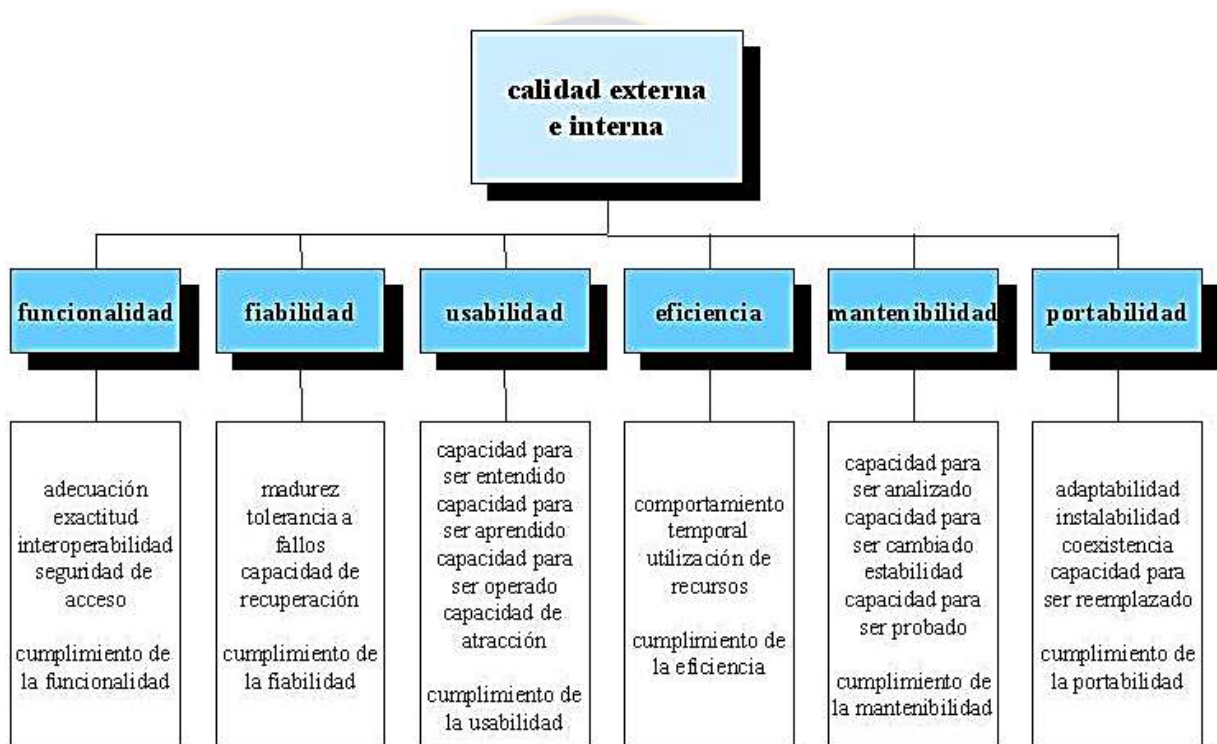 calidad externa
e interna
funcionalidad
fiabilidad
usabilidad
eficiencia
mantenibilidad
portabilidad
adecuación
exactitud
interoperabilidad
seguridad de
acceso
cumplimiento de
la funcionalidad
madurez
tolerancia a
fallos
capacidad de
recuperación
cumplimiento de
la fiabilidad
capacidad para
ser entendido
capacidad para
ser aprendido
capacidad para
ser operado
capacidad de
atracción
cumplimiento de
la usabilidad
comportamiento
temporal
utilización de
recursos
cumplimiento de
la eficiencia
capacidad para
ser analizado
capacidad para
ser cambiado
estabilidad
capacidad para
ser probado
cumplimiento de
la mantenibilidad
adaptabilidad
instalabilidad
coexistencia
capacidad para
ser reemplazado
cumplimiento de
la portabilidad